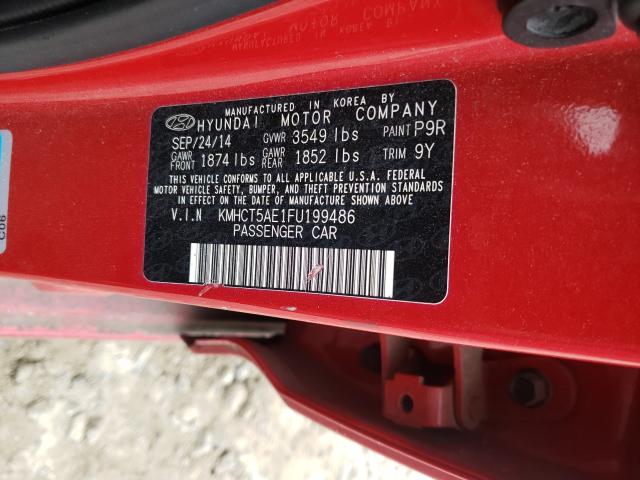 MANUFACTURED IN KOREA BY
HYUNDAI MOTOR COMPANY
SEP/24/14 GVWR 3549 lbs PAINT P9R
GAWR FRONT 1874 lbs GAWR REAR 1852 lbs TRIM 9Y
THIS VEHICLE CONFORMS TO ALL APPLICABLE U.S.A. FEDERAL
MOTOR VEHICLE SAFETY, BUMPER, AND THEFT PREVENTION
STANDARDS IN EFFECT ON THE DATE OF MANUFACTURE SHOWN ABOVE
V.I.N KMHCT5AE1FU199486
PASSENGER CAR
C06